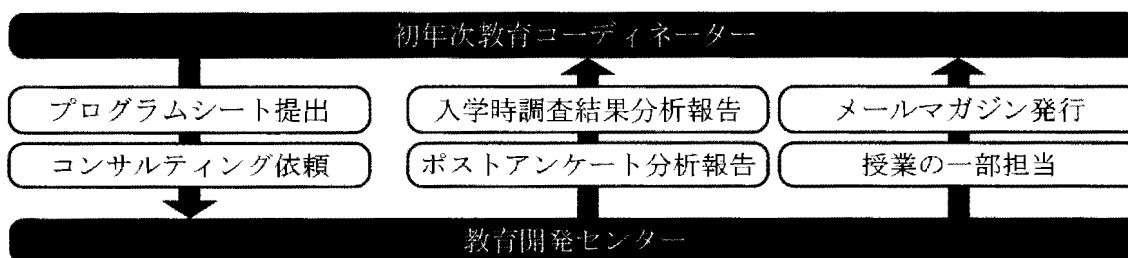 初年次教育コーディネーター
プログラムシート提出
入学時調査結果分析報告
メールマガジン発行
コンサルティング依頼
ポストアンケート分析報告
授業の一部担当
教育開発センター